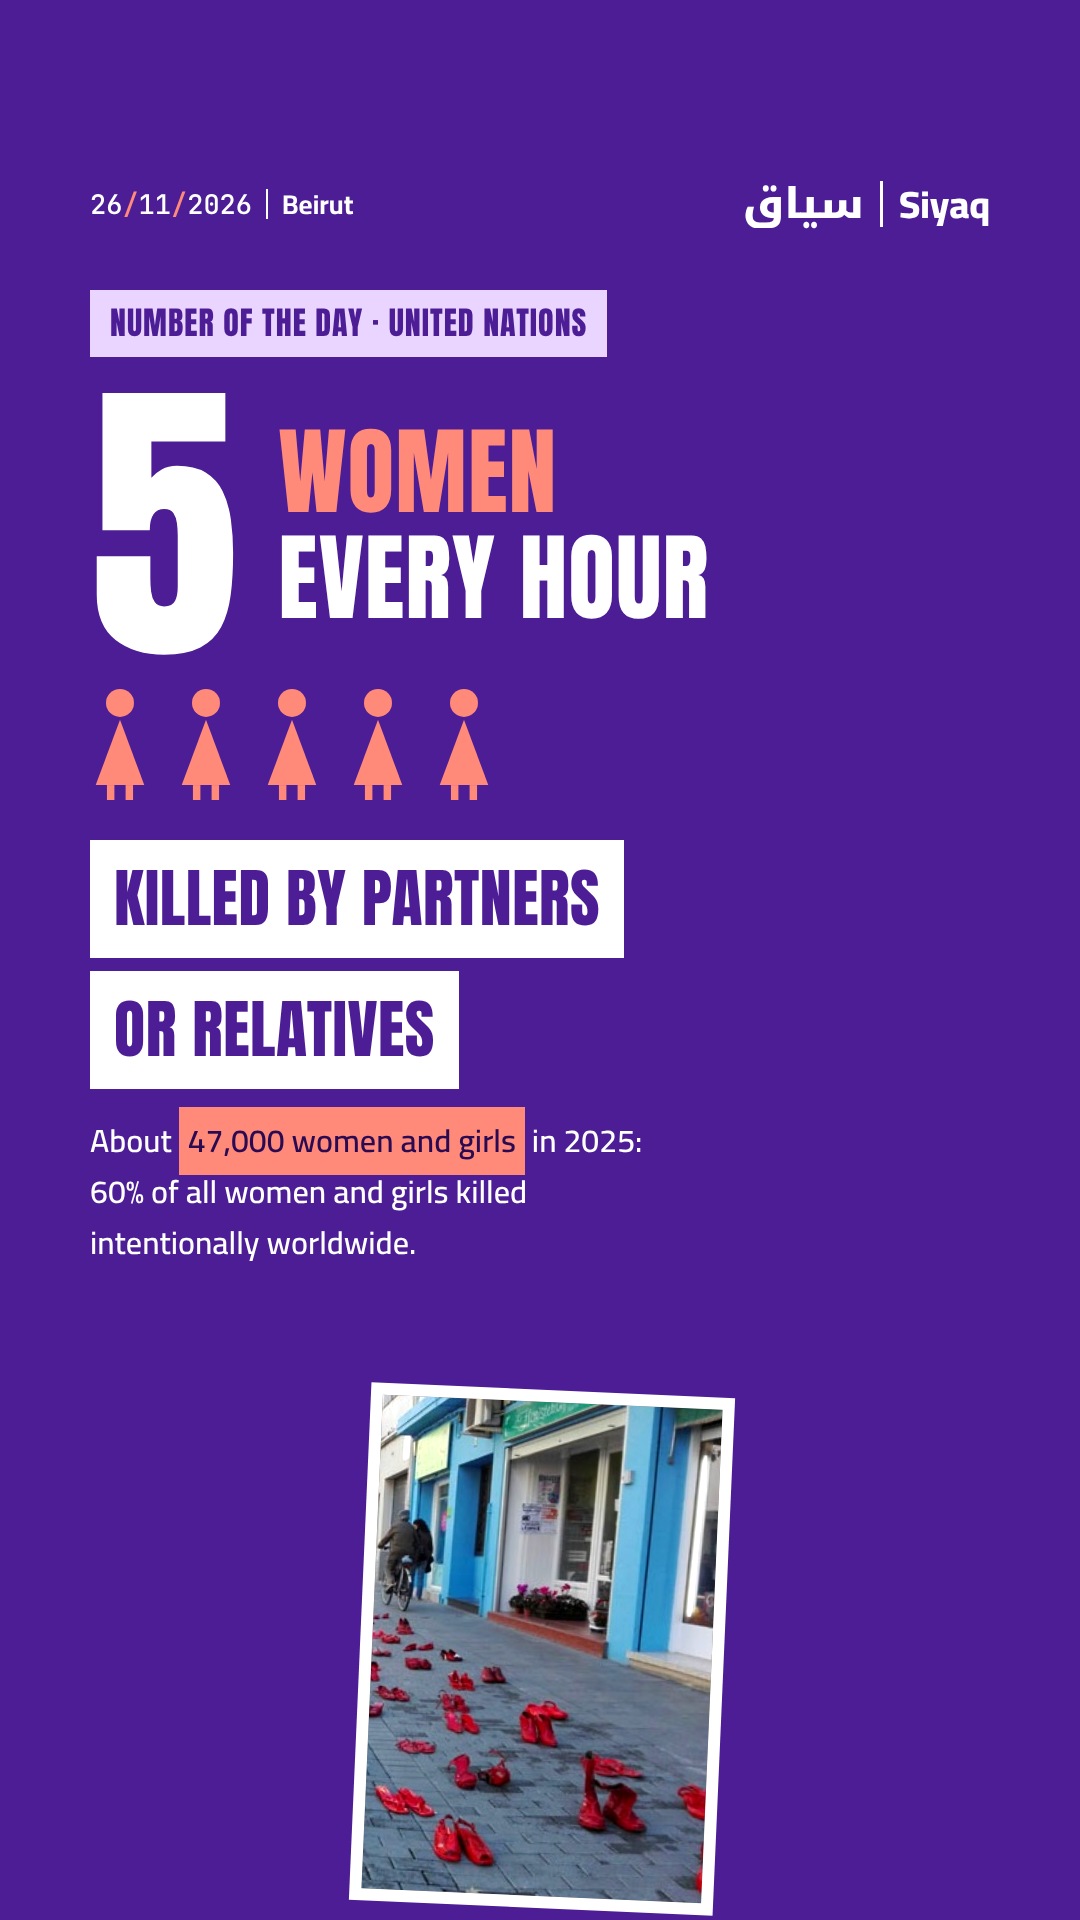 26/11/2026 | Beirut
سياق | Siyaq
NUMBER OF THE DAY · UNITED NATIONS
5
WOMEN
EVERY HOUR
KILLED BY PARTNERS
OR RELATIVES
About 47,000 women and girls in 2025:
60% of all women and girls killed
intentionally worldwide.